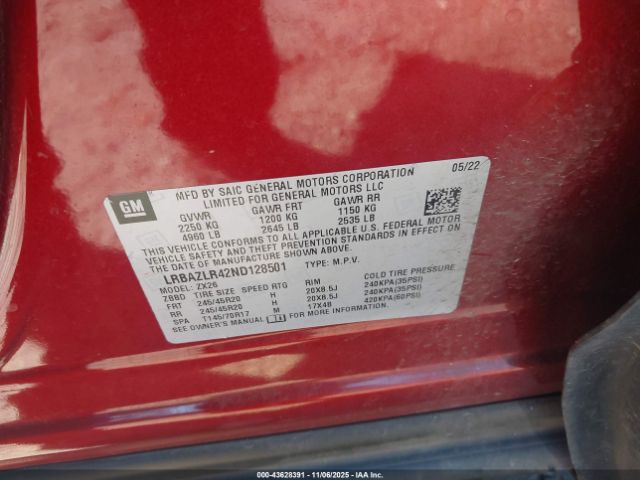 MFD BY SAIC GENERAL MOTORS CORPORATION 05/22
LIMITED FOR GENERAL MOTORS LLC
GM
GVWR GAWR FRT GAWR RR
2250 KG 1200 KG 1150 KG
4960 LB 2645 LB 2535 LB
THIS VEHICLE CONFORMS TO ALL APPLICABLE U.S. FEDERAL MOTOR
VEHICLE SAFETY, BUMPER, AND THEFT PREVENTION STANDARDS
IN EFFECT ON THE DATE OF MANUFACTURE SHOWN ABOVE.
LRBAZLR42ND128501 TYPE: M.P.V.
MODEL: ZX26
ZBBD TIRE SIZE SPEED RTG RIM COLD TIRE PRESSURE
FRT 245/45R20 H 20X8.5J 240KPA(35PSI)
RR 245/45R20 H 20X8.5J 240KPA(35PSI)
SPA T145/70R17 M 17X4B 420KPA(60PSI)
SEE OWNER'S MANUAL FOR MORE INFORMATION.
000-43628391 - 11/06/2025 - IAAI.COM